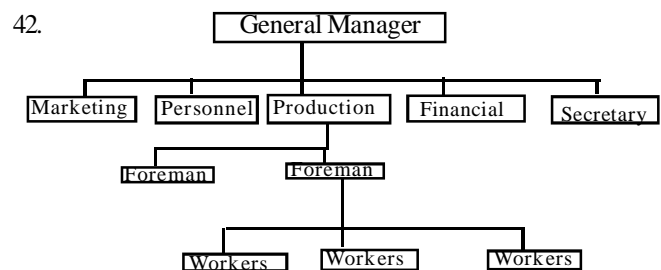 42.
General Manager
Marketing Personnel Production Financial Secretary
Foreman Foreman
Workers Workers Workers